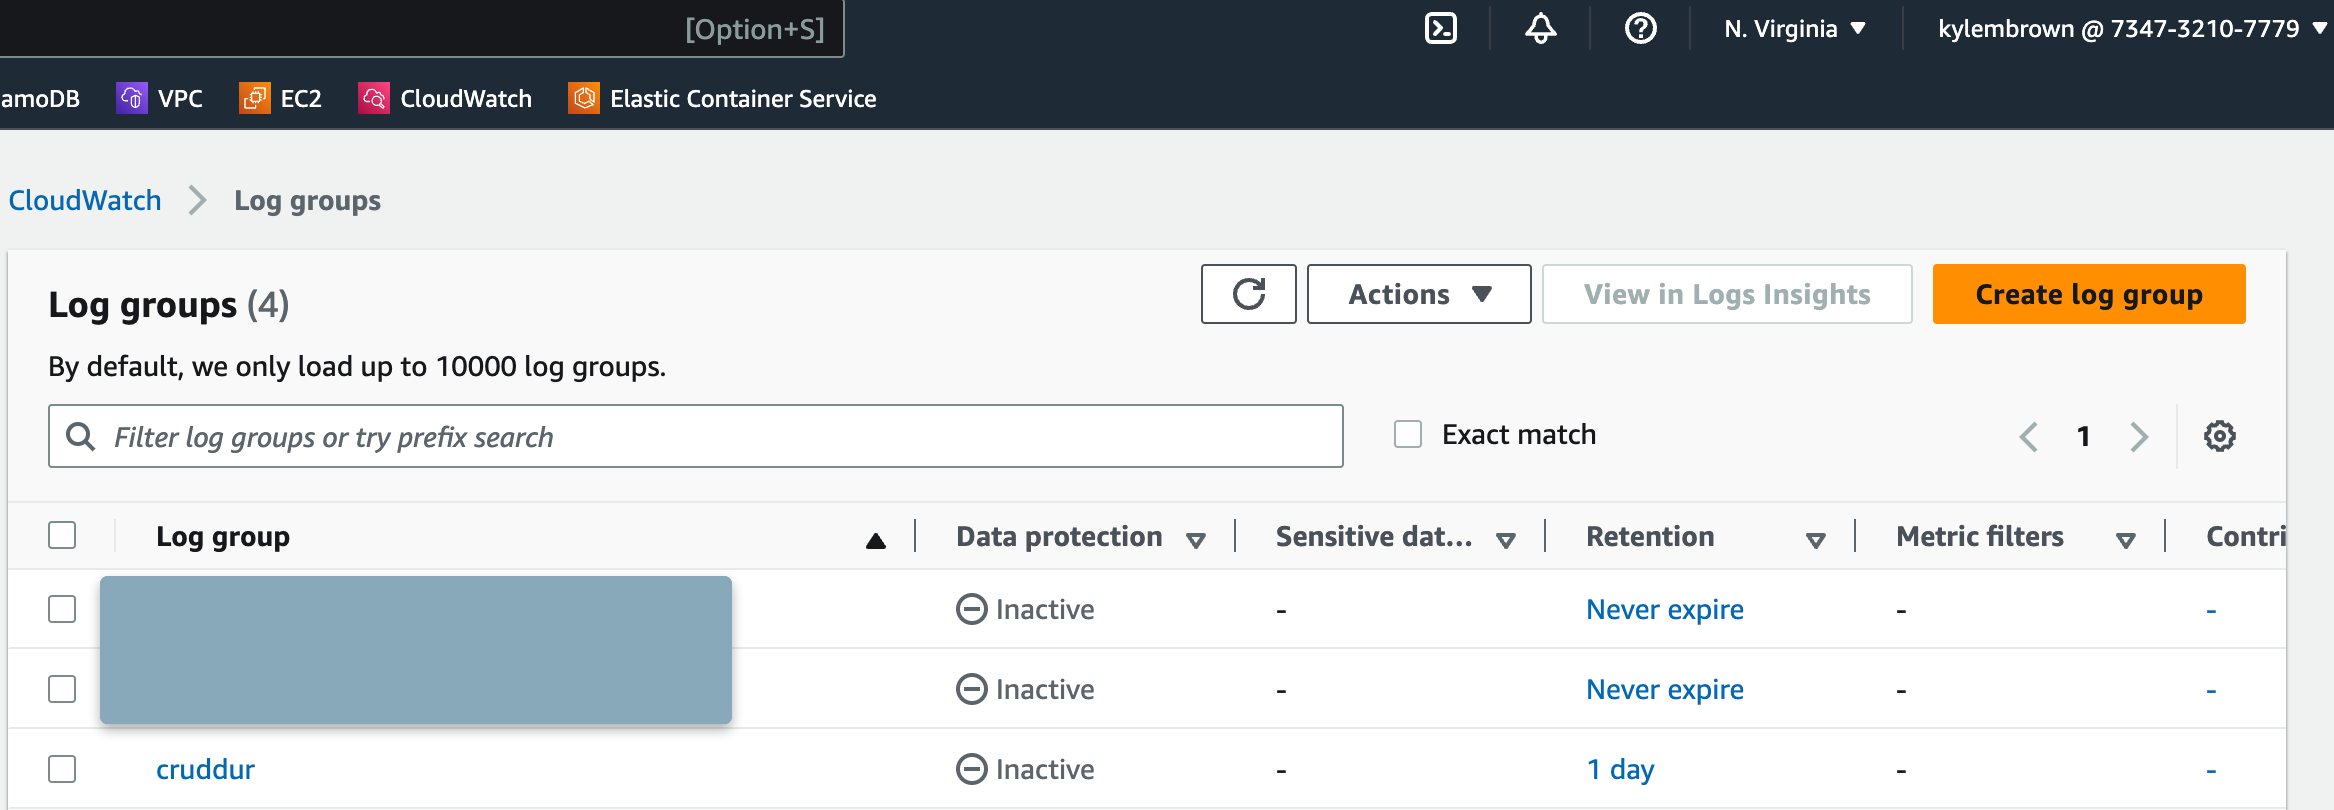 [Option+S]
N. Virginia
kylembrown @ 7347-3210-7779
amoDB
VPC
EC2
CloudWatch
Elastic Container Service
CloudWatch
Log groups
Log groups (4)
Actions
View in Logs Insights
Create log group
By default, we only load up to 10000 log groups.
Filter log groups or try prefix search
Exact match
1
Log group
Data protection
Sensitive dat...
Retention
Metric filters
Contri
Inactive
-
Never expire
-
-
Inactive
-
Never expire
-
-
cruddur
Inactive
-
1 day
-
-